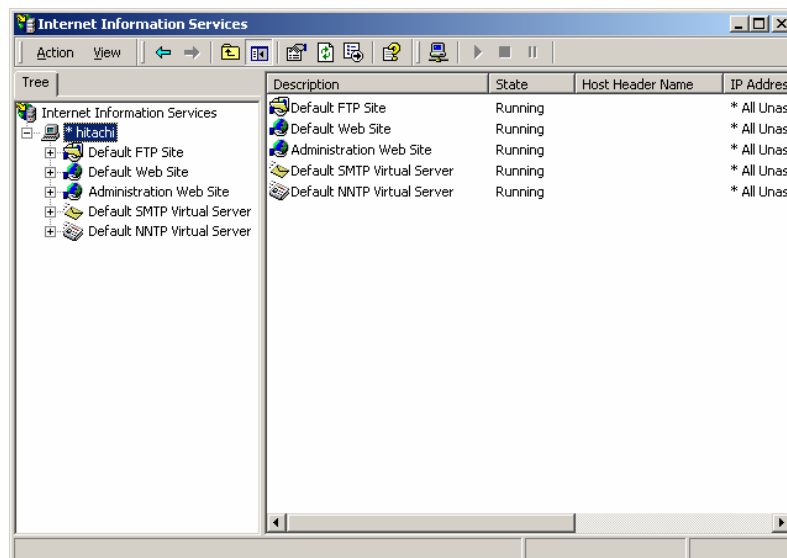 Internet Information Services
Action View
Tree
Internet Information Services
* hitachi
Default FTP Site
Default Web Site
Administration Web Site
Default SMTP Virtual Server
Default NNTP Virtual Server
Description State Host Header Name IP Addres
Default FTP Site Running * All Unas
Default Web Site Running * All Unas
Administration Web Site Running * All Unas
Default SMTP Virtual Server Running * All Unas
Default NNTP Virtual Server Running * All Unas